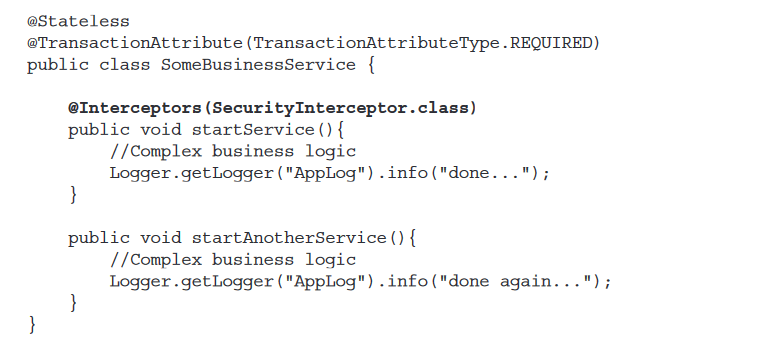 @Stateless
@TransactionAttribute(TransactionAttributeType.REQUIRED)
public class SomeBusinessService {
@Interceptors(SecurityInterceptor.class)
public void startService(){
//Complex business logic
Logger.getLogger("AppLog").info("done...");
}
public void startAnotherService(){
//Complex business logic
Logger.getLogger("AppLog").info("done again...");
}
}